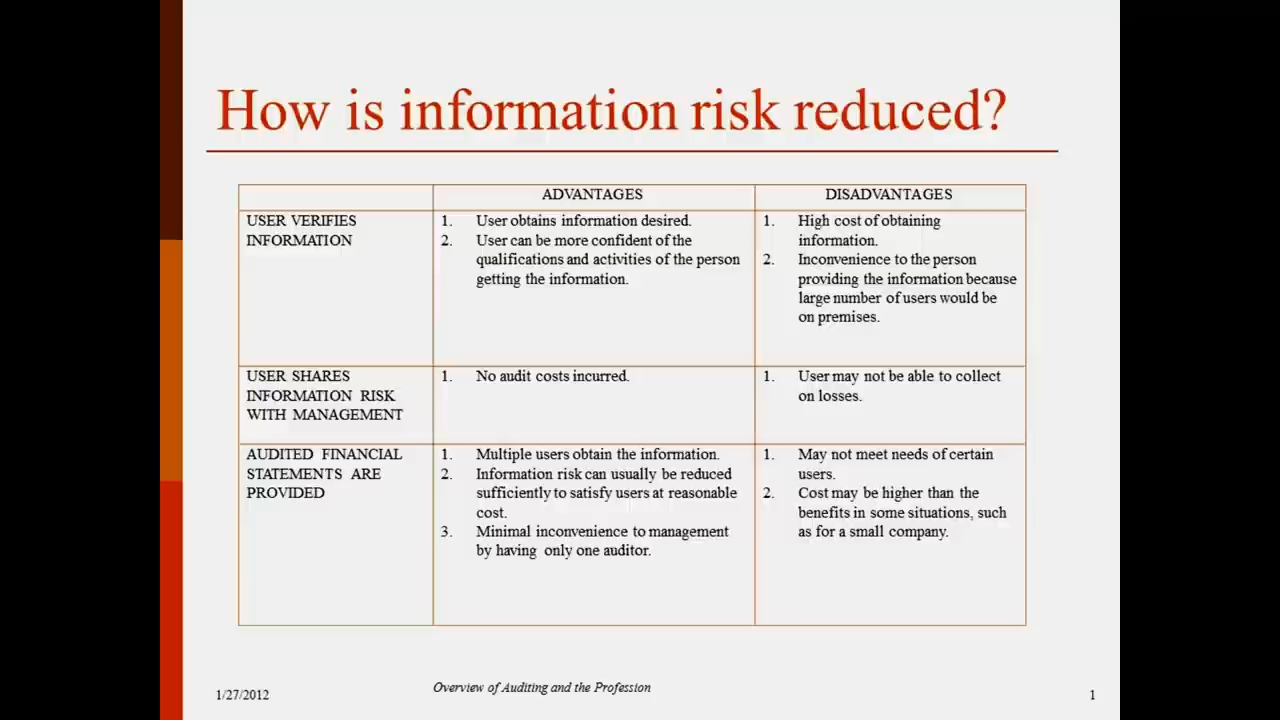 How is information risk reduced?
ADVANTAGES
DISADVANTAGES
USER VERIFIES
INFORMATION
1. User obtains information desired.
2. User can be more confident of the
qualifications and activities of the person
getting the information.
1. High cost of obtaining
information.
2. Inconvenience to the person
providing the information because
large number of users would be
on premises.
USER SHARES
INFORMATION RISK
WITH MANAGEMENT
1. No audit costs incurred.
1. User may not be able to collect
on losses.
AUDITED FINANCIAL
STATEMENTS ARE
PROVIDED
1. Multiple users obtain the information.
2. Information risk can usually be reduced
sufficiently to satisfy users at reasonable
cost.
3. Minimal inconvenience to management
by having only one auditor.
1. May not meet needs of certain
users.
2. Cost may be higher than the
benefits in some situations, such
as for a small company.
1/27/2012
Overview of Auditing and the Profession
1